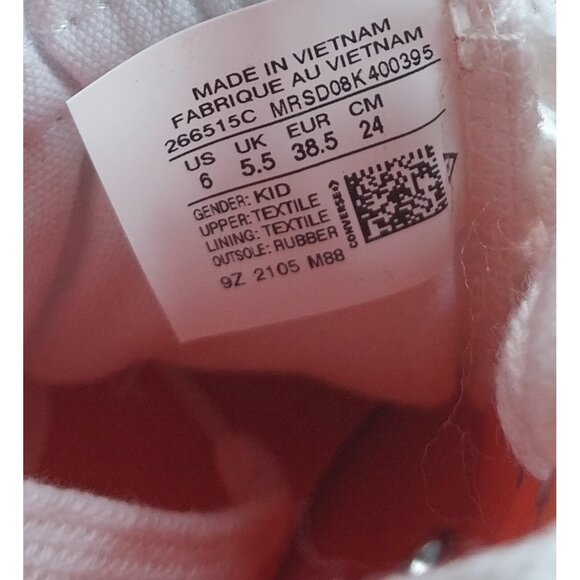 MADE IN VIETNAM
FABRIQUE AU VIETNAM
266515C MRSD08K400395
US UK EUR CM
6 5.5 38.5 24
GENDER: KID
UPPER: TEXTILE
LINING: TEXTILE
OUTSOLE: RUBBER
CONVERSE
9Z 2105 M88